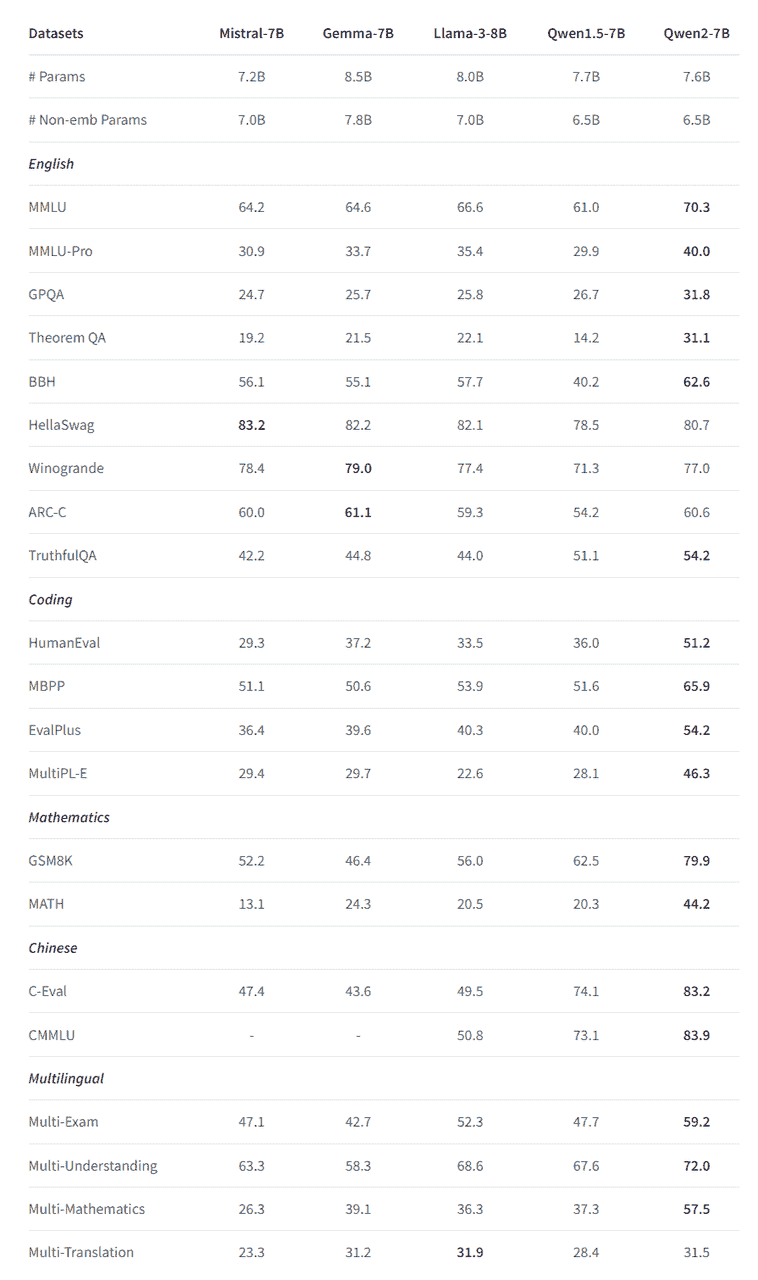 Datasets Mistral-7B Gemma-7B Llama-3-8B Qwen1.5-7B Qwen2-7B
# Params 7.2B 8.5B 8.0B 7.7B 7.6B
# Non-emb Params 7.0B 7.8B 7.0B 6.5B 6.5B
English
MMLU 64.2 64.6 66.6 61.0 70.3
MMLU-Pro 30.9 33.7 35.4 29.9 40.0
GPQA 24.7 25.7 25.8 26.7 31.8
Theorem QA 19.2 21.5 22.1 14.2 31.1
BBH 56.1 55.1 57.7 40.2 62.6
HellaSwag 83.2 82.2 82.1 78.5 80.7
Winogrande 78.4 79.0 77.4 71.3 77.0
ARC-C 60.0 61.1 59.3 54.2 60.6
TruthfulQA 42.2 44.8 44.0 51.1 54.2
Coding
HumanEval 29.3 37.2 33.5 36.0 51.2
MBPP 51.1 50.6 53.9 51.6 65.9
EvalPlus 36.4 39.6 40.3 40.0 54.2
MultiPL-E 29.4 29.7 22.6 28.1 46.3
Mathematics
GSM8K 52.2 46.4 56.0 62.5 79.9
MATH 13.1 24.3 20.5 20.3 44.2
Chinese
C-Eval 47.4 43.6 49.5 74.1 83.2
CMMLU - - 50.8 73.1 83.9
Multilingual
Multi-Exam 47.1 42.7 52.3 47.7 59.2
Multi-Understanding 63.3 58.3 68.6 67.6 72.0
Multi-Mathematics 26.3 39.1 36.3 37.3 57.5
Multi-Translation 23.3 31.2 31.9 28.4 31.5